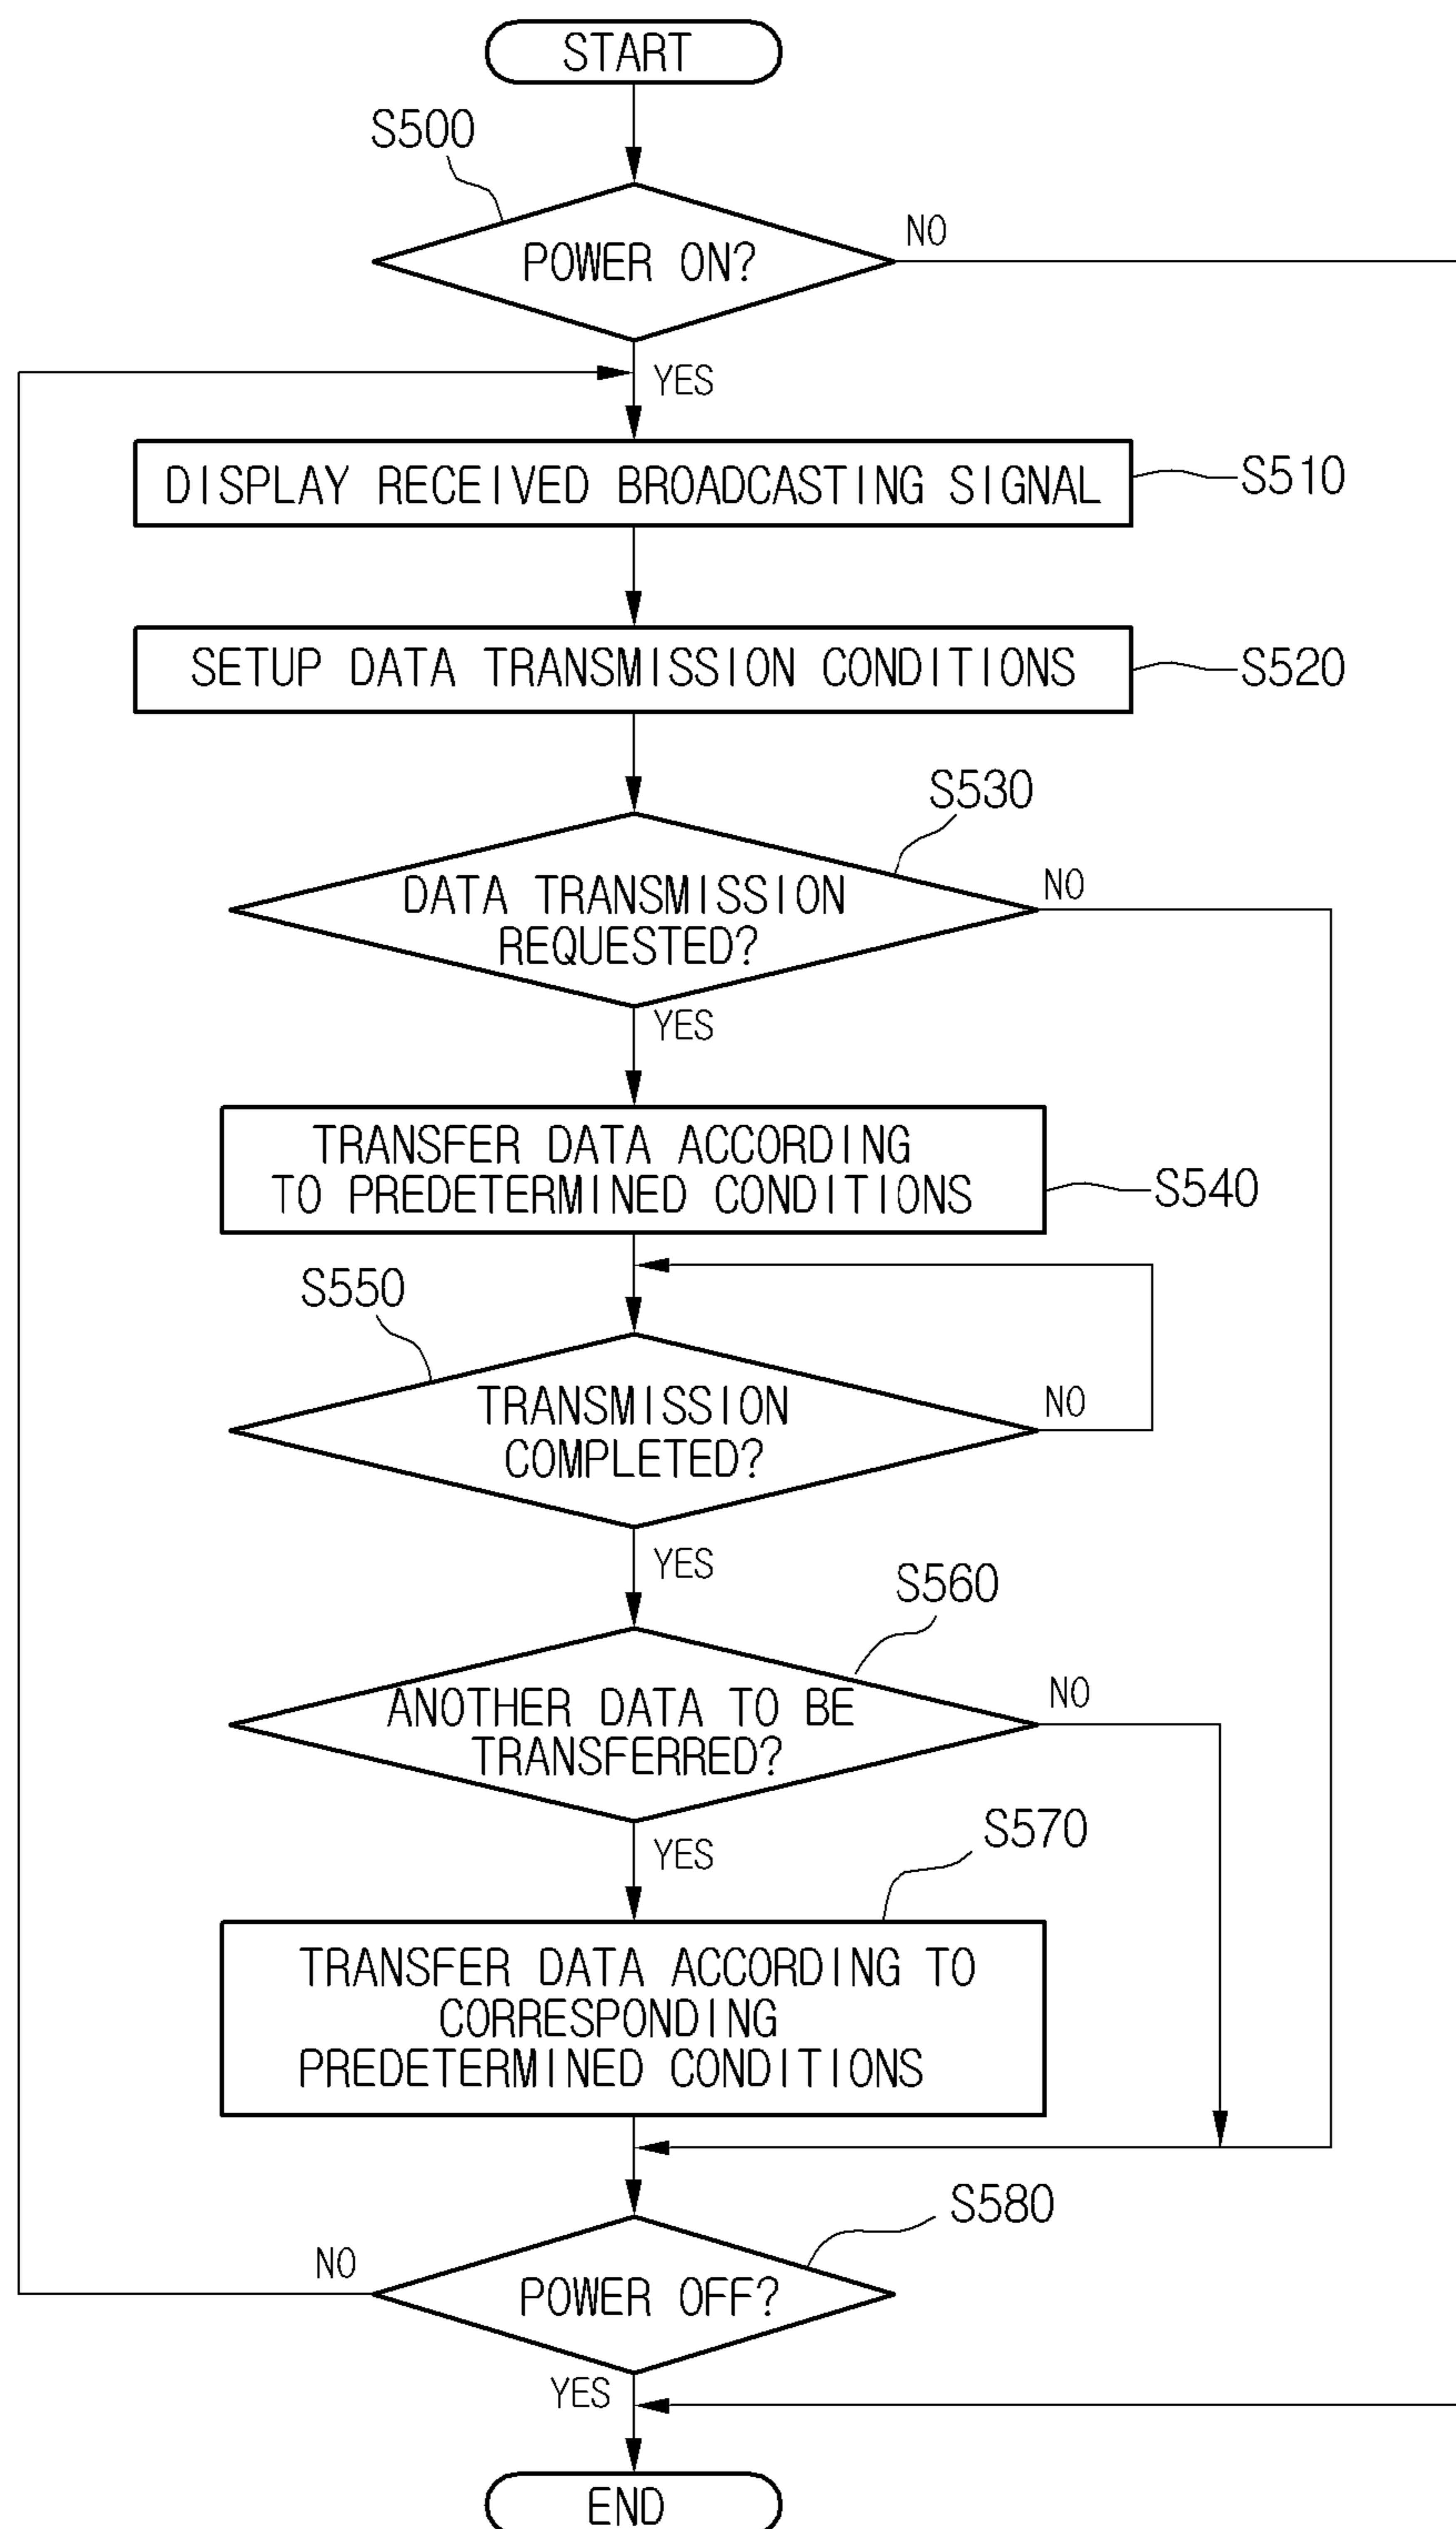 START
S500
POWER ON?
NO
YES
DISPLAY RECEIVED BROADCASTING SIGNAL
S510
SETUP DATA TRANSMISSION CONDITIONS
S520
S530
DATA TRANSMISSION
REQUESTED?
NO
YES
TRANSFER DATA ACCORDING
TO PREDETERMINED CONDITIONS
S540
S550
TRANSMISSION
COMPLETED?
NO
YES
S560
ANOTHER DATA TO BE
TRANSFERRED?
NO
YES
S570
TRANSFER DATA ACCORDING TO
CORRESPONDING
PREDETERMINED CONDITIONS
S580
NO
POWER OFF?
YES
END